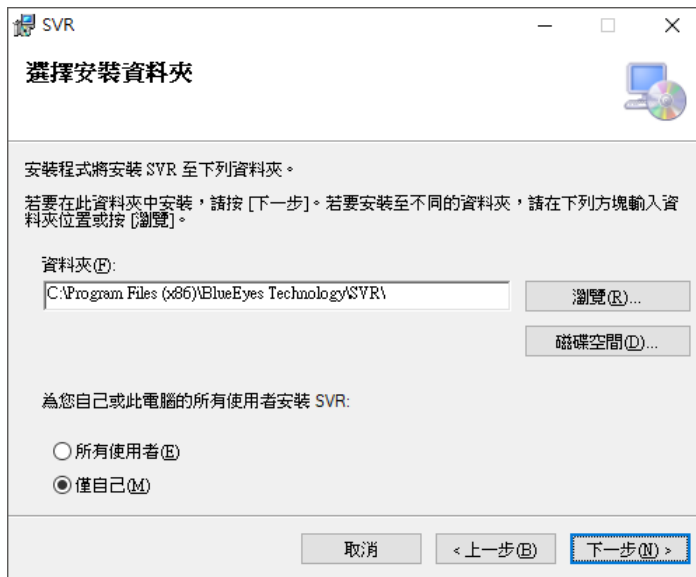 SVR
選擇安裝資料夾
安裝程式將安裝 SVR 至下列資料夾。
若要在此資料夾中安裝，請按 [下一步]。若要安裝至不同的資料夾，請在下列方塊輸入資
料夾位置或按 [瀏覽]。
資料夾(F):
C:\Program Files (x86)\BlueEyes Technology\SVR\
瀏覽(R)...
磁碟空間(D)...
為您自己或此電腦的所有使用者安裝 SVR:
所有使用者(E)
僅自己(M)
取消
< 上一步(B)
下一步(N) >